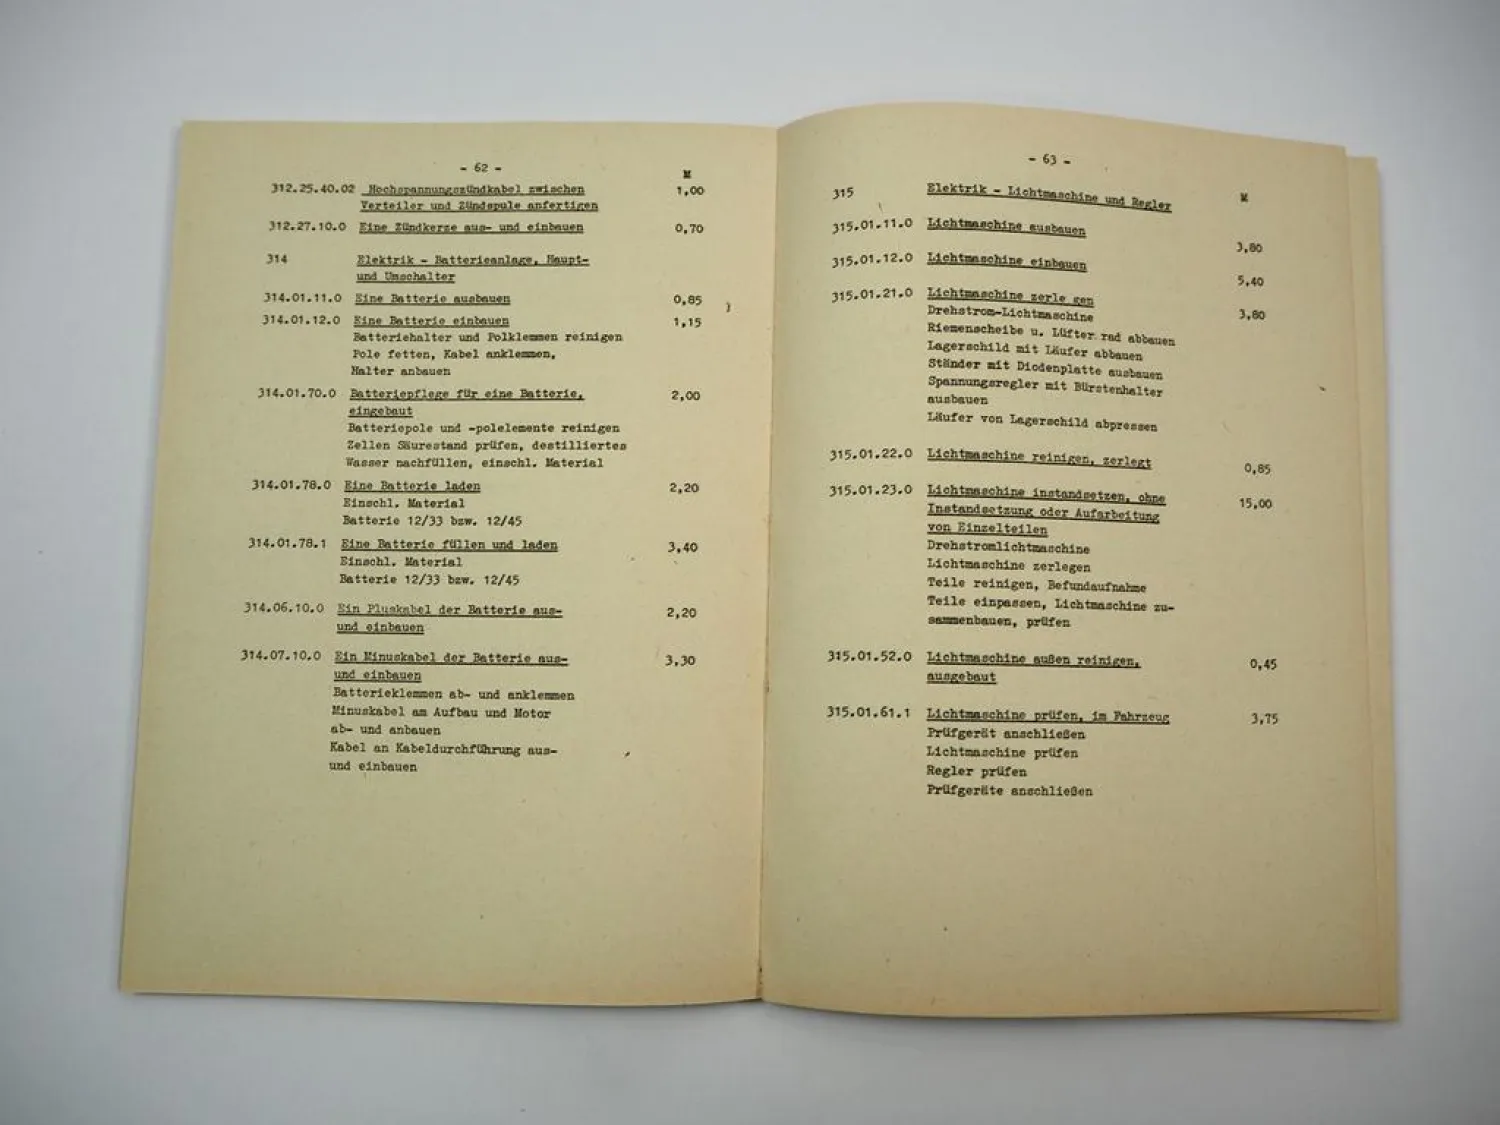 - 62 -
M
312.25.40.02 Hochspannungszündkabel zwischen 1,00
Verteiler und Zündspule anfertigen
312.27.10.0 Eine Zündkerze aus- und einbauen 0,70
314 Elektrik - Batterieanlage, Haupt-
und Umschalter
314.01.11.0 Eine Batterie ausbauen 0,85
314.01.12.0 Eine Batterie einbauen 1,15
Batteriehalter und Polklemmen reinigen
Pole fetten, Kabel anklemmen,
Halter anbauen
314.01.70.0 Batteriepflege für eine Batterie, 2,00
eingebaut
Batteriepole und -polelemente reinigen
Zellen Säurestand prüfen, destilliertes
Wasser nachfüllen, einschl. Material
314.01.78.0 Eine Batterie laden 2,20
Einschl. Material
Batterie 12/33 bzw. 12/45
314.01.78.1 Eine Batterie füllen und laden 3,40
Einschl. Material
Batterie 12/33 bzw. 12/45
314.06.10.0 Ein Pluskabel der Batterie aus- 2,20
und einbauen
314.07.10.0 Ein Minuskabel der Batterie aus- 3,30
und einbauen
Batterieklemmen ab- und anklemmen
Minuskabel am Aufbau und Motor
ab- und anbauen
Kabel an Kabeldurchführung aus-
und einbauen
- 63 -
315 Elektrik - Lichtmaschine und Regler M
315.01.11.0 Lichtmaschine ausbauen 3,80
315.01.12.0 Lichtmaschine einbauen 5,40
315.01.21.0 Lichtmaschine zerle gen 3,80
Drehstrom-Lichtmaschine
Riemenscheibe u. Lüfter rad abbauen
Lagerschild mit Läufer abbauen
Ständer mit Diodenplatte ausbauen
Spannungsregler mit Bürstenhalter
ausbauen
Läufer von Lagerschild abpressen
315.01.22.0 Lichtmaschine reinigen, zerlegt 0,85
315.01.23.0 Lichtmaschine instandsetzen, ohne 15,00
Instandsetzung oder Aufarbeitung
von Einzelteilen
Drehstromlichtmaschine
Lichtmaschine zerlegen
Teile reinigen, Befundaufnahme
Teile einpassen, Lichtmaschine zu-
sammenbauen, prüfen
315.01.52.0 Lichtmaschine außen reinigen, 0,45
ausgebaut
315.01.61.1 Lichtmaschine prüfen, im Fahrzeug 3,75
Prüfgerät anschließen
Lichtmaschine prüfen
Regler prüfen
Prüfgeräte anschließen